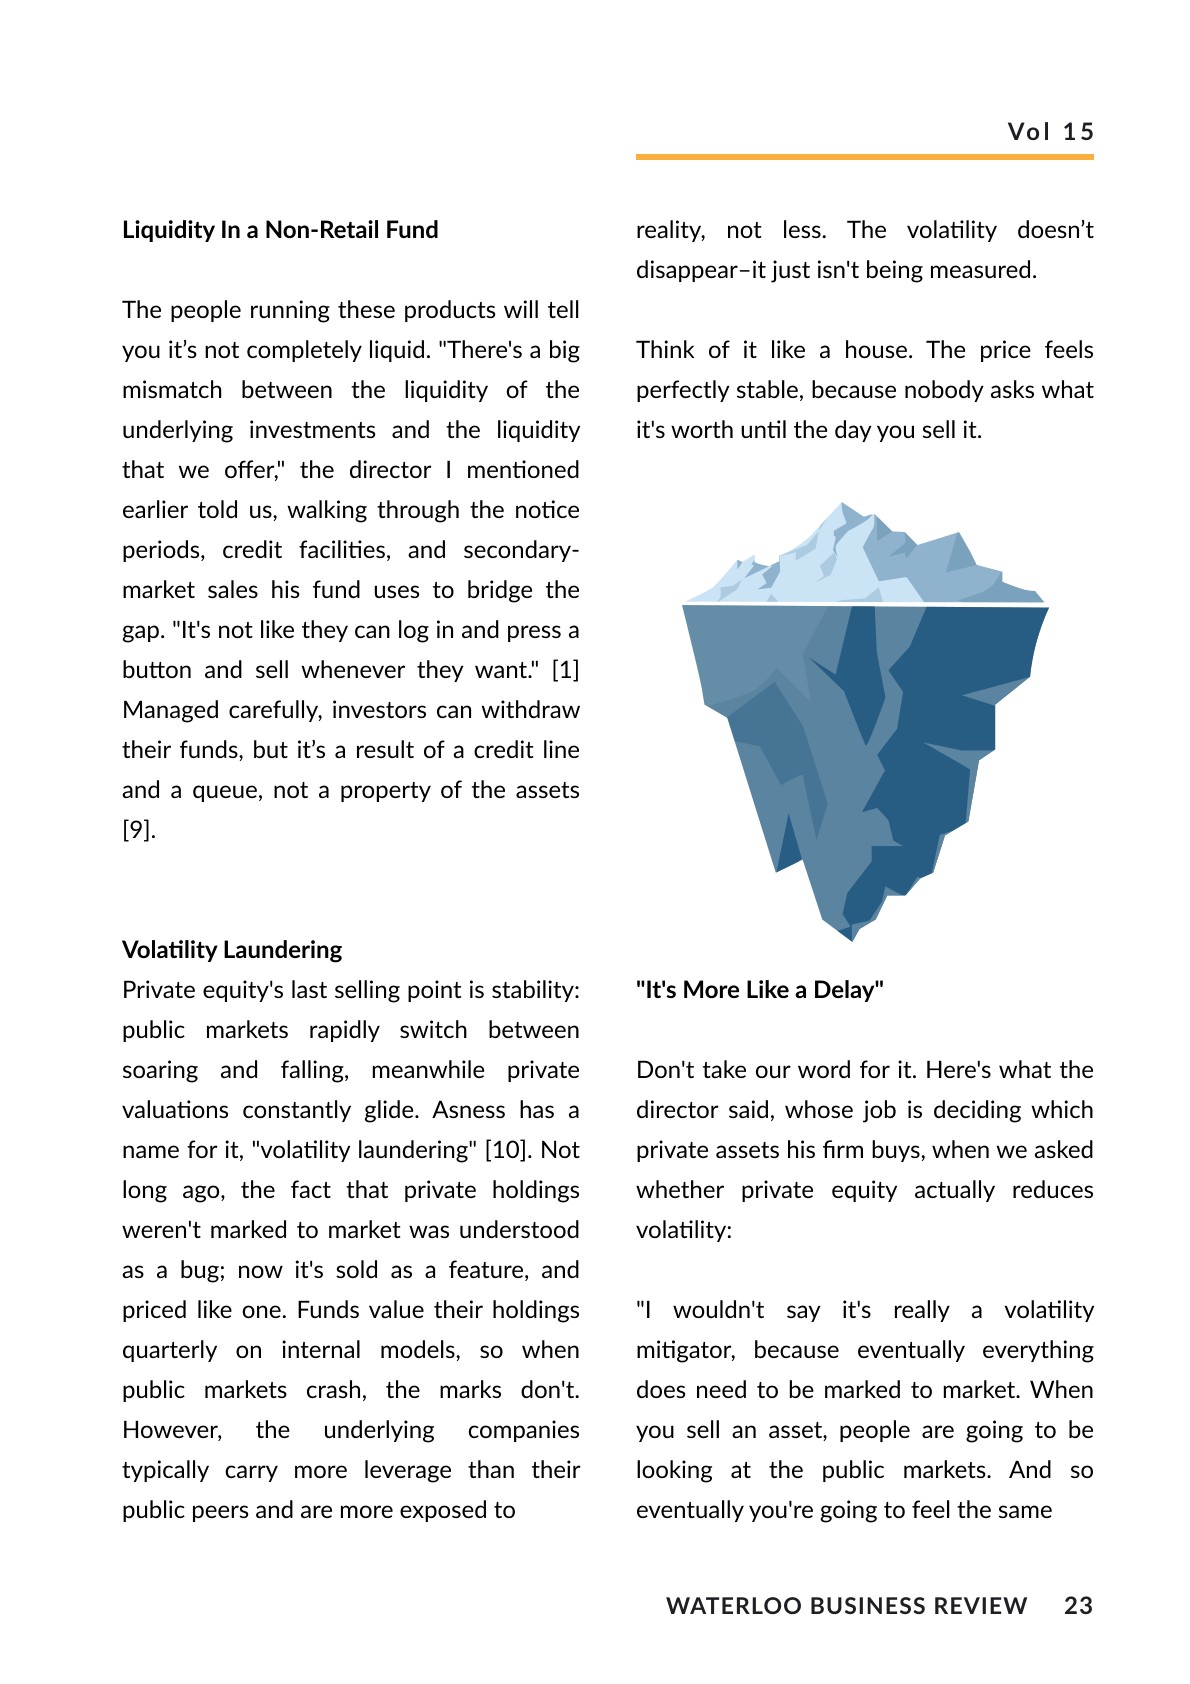 Vol 15
Liquidity In a Non-Retail Fund
The people running these products will tell
you it’s not completely liquid. "There's a big
mismatch between the liquidity of the
underlying investments and the liquidity
that we offer," the director I mentioned
earlier told us, walking through the notice
periods, credit facilities, and secondary-
market sales his fund uses to bridge the
gap. "It's not like they can log in and press a
button and sell whenever they want." [1]
Managed carefully, investors can withdraw
their funds, but it’s a result of a credit line
and a queue, not a property of the assets
[9].
Volatility Laundering
Private equity's last selling point is stability:
public markets rapidly switch between
soaring and falling, meanwhile private
valuations constantly glide. Asness has a
name for it, "volatility laundering" [10]. Not
long ago, the fact that private holdings
weren't marked to market was understood
as a bug; now it's sold as a feature, and
priced like one. Funds value their holdings
quarterly on internal models, so when
public markets crash, the marks don't.
However, the underlying companies
typically carry more leverage than their
public peers and are more exposed to
reality, not less. The volatility doesn’t
disappear–it just isn't being measured.
Think of it like a house. The price feels
perfectly stable, because nobody asks what
it's worth until the day you sell it.
"It's More Like a Delay"
Don't take our word for it. Here's what the
director said, whose job is deciding which
private assets his firm buys, when we asked
whether private equity actually reduces
volatility:
"I wouldn't say it's really a volatility
mitigator, because eventually everything
does need to be marked to market. When
you sell an asset, people are going to be
looking at the public markets. And so
eventually you're going to feel the same
WATERLOO BUSINESS REVIEW 23